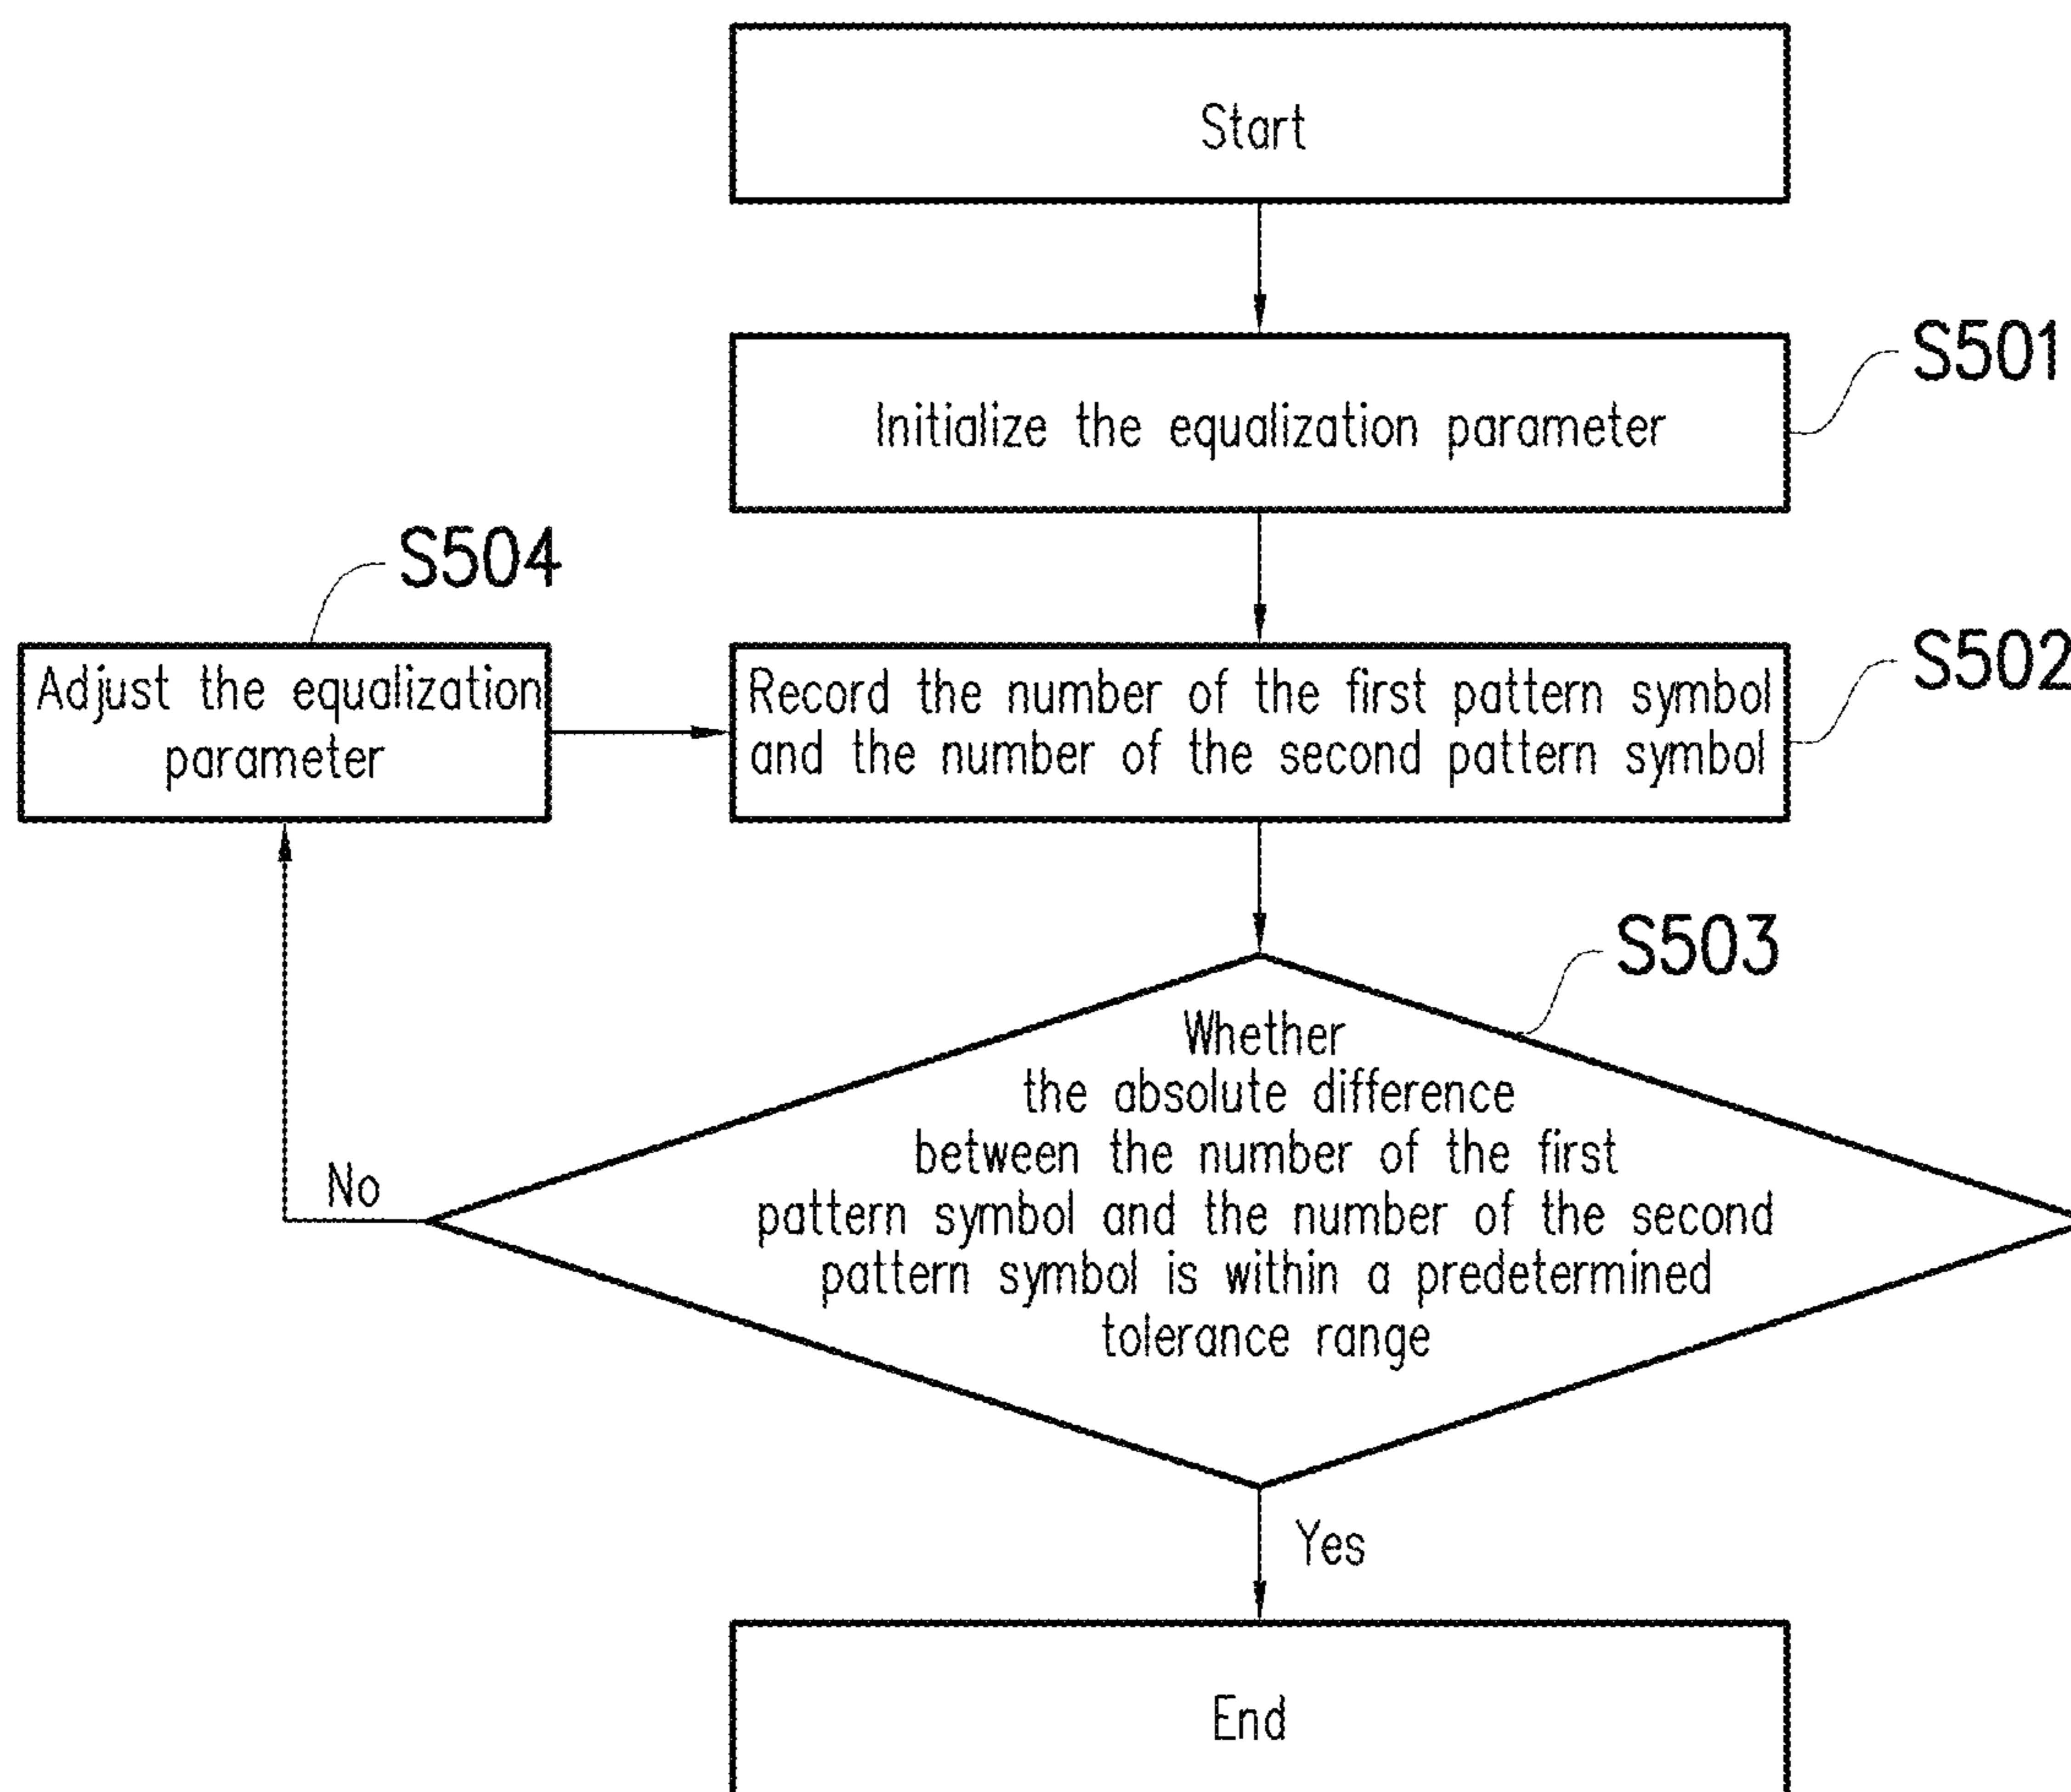 Start
Initialize the equalization parameter
S501
S504
Adjust the equalization
parameter
Record the number of the first pattern symbol
and the number of the second pattern symbol
S502
S503
Whether
the absolute difference
between the number of the first
pattern symbol and the number of the second
pattern symbol is within a predetermined
tolerance range
No
Yes
End